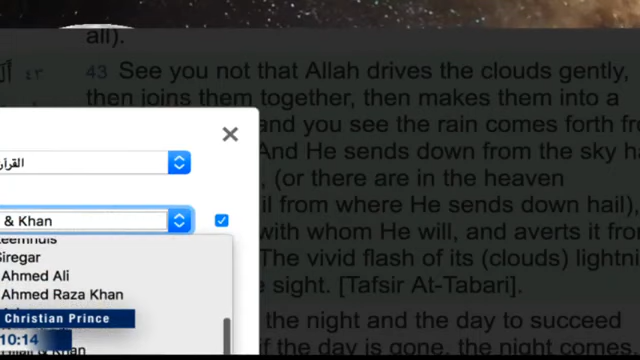 all).
43 See you not that Allah drives the clouds gently,
then joins them together, then makes them into a
and you see the rain comes forth
And He sends down from the sky
, (or there are in the heaven
from where He sends down hail),
with whom He will, and averts it
The vivid flash of its (clouds)
e sight. [Tafsir At-Tabari].
the night and the day to succeed
if the day is gone, the night comes
٤٣
القرآن
& Khan
Siregar
Ahmed Ali
Ahmed Raza Khan
Christian Prince
10:14
& Khan